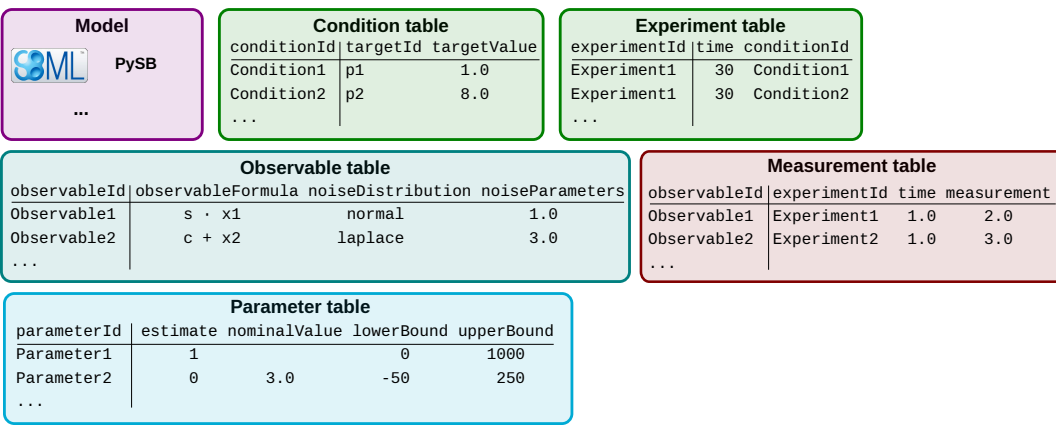 Model
SBML PySB
...
Condition table
conditionId targetId targetValue
Condition1 p1 1.0
Condition2 p2 8.0
...
Experiment table
experimentId time conditionId
Experiment1 30 Condition1
Experiment1 30 Condition2
...
Observable table
observableId observableFormula noiseDistribution noiseParameters
Observable1 s · x1 normal 1.0
Observable2 c + x2 laplace 3.0
...
Measurement table
observableId experimentId time measurement
Observable1 Experiment1 1.0 2.0
Observable2 Experiment2 1.0 3.0
...
Parameter table
parameterId estimate nominalValue lowerBound upperBound
Parameter1 1 0 1000
Parameter2 0 3.0 -50 250
...